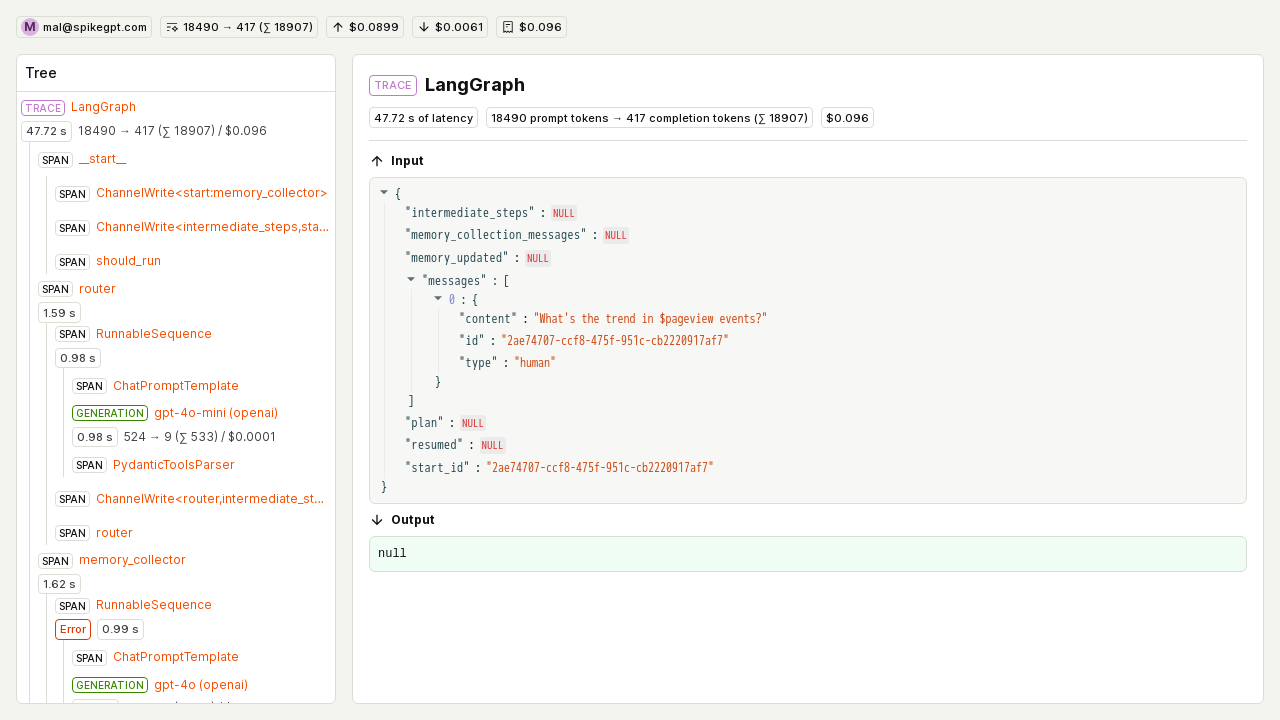 M mal@spikegpt.com 18490 → 417 (∑ 18907) ↑ $0.0899 ↓ $0.0061 $0.096
Tree
TRACE LangGraph
47.72 s 18490 → 417 (∑ 18907) / $0.096
SPAN __start__
SPAN ChannelWrite<start:memory_collector>
SPAN ChannelWrite<intermediate_steps,sta...
SPAN should_run
SPAN router
1.59 s
SPAN RunnableSequence
0.98 s
SPAN ChatPromptTemplate
GENERATION gpt-4o-mini (openai)
0.98 s 524 → 9 (∑ 533) / $0.0001
SPAN PydanticToolsParser
SPAN ChannelWrite<router,intermediate_st...
SPAN router
SPAN memory_collector
1.62 s
SPAN RunnableSequence
Error 0.99 s
SPAN ChatPromptTemplate
GENERATION gpt-4o (openai)
TRACE LangGraph
47.72 s of latency 18490 prompt tokens → 417 completion tokens (∑ 18907) $0.096
↑ Input
{
"intermediate_steps" : NULL
"memory_collection_messages" : NULL
"memory_updated" : NULL
"messages" : [
0 : {
"content" : "What's the trend in $pageview events?"
"id" : "2ae74707-ccf8-475f-951c-cb2220917af7"
"type" : "human"
}
]
"plan" : NULL
"resumed" : NULL
"start_id" : "2ae74707-ccf8-475f-951c-cb2220917af7"
}
↓ Output
null